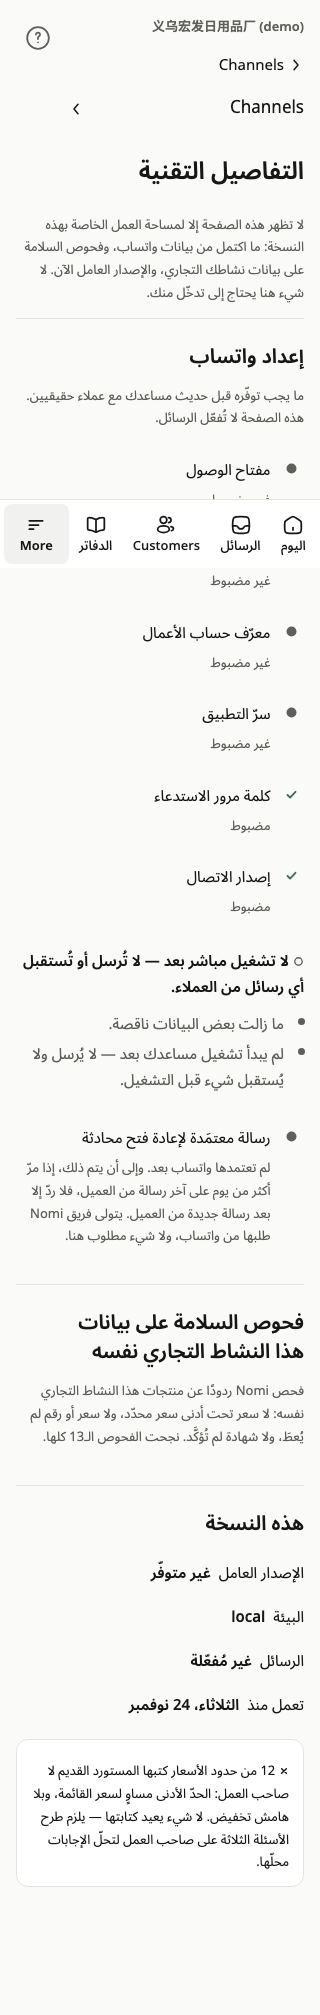 义乌宏发日用品厂 (demo)
Channels
Channels
التفاصيل التقنية
لا تظهر هذه الصفحة إلا لمساحة العمل الخاصة بهذه
النسخة: ما اكتمل من بيانات واتساب، وفحوص السلامة
على بيانات نشاطك التجاري، والإصدار العامل الآن. لا
شيء هنا يحتاج إلى تدخّل منك.
إعداد واتساب
ما يجب توفّره قبل حديث مساعدك مع عملاء حقيقيين.
هذه الصفحة لا تُفعّل الرسائل.
مفتاح الوصول
اليوم
الرسائل
Customers
الدفاتر
More
غير مضبوط
معرّف حساب الأعمال
غير مضبوط
سرّ التطبيق
غير مضبوط
كلمة مرور الاستدعاء
مضبوط
إصدار الاتصال
مضبوط
○ لا تشغيل مباشر بعد — لا تُرسل أو تُستقبل
أي رسائل من العملاء.
ما زالت بعض البيانات ناقصة.
لم يبدأ تشغيل مساعدك بعد — لا يُرسل ولا
يُستقبل شيء قبل التشغيل.
رسالة معتمَدة لإعادة فتح محادثة
لم تعتمدها واتساب بعد. وإلى أن يتم ذلك، إذا مرّ
أكثر من يوم على آخر رسالة من العميل، فلا ردّ إلا
بعد رسالة جديدة من العميل. يتولى فريق Nomi
طلبها من واتساب، ولا شيء مطلوب هنا.
فحوص السلامة على بيانات
هذا النشاط التجاري نفسه
فحص Nomi ردودًا عن منتجات هذا النشاط التجاري
نفسه: لا سعر تحت أدنى سعر محدّد، ولا سعر أو رقم لم
يُعطَ، ولا شهادة لم تُؤكَّد. نجحت الفحوص الـ13 كلها.
هذه النسخة
الإصدار العامل غير متوفّر
البيئة local
الرسائل غير مُفعّلة
تعمل منذ الثلاثاء، 24 نوفمبر
× 12 من حدود الأسعار كتبها المستورد القديم لا
صاحب العمل: الحدّ الأدنى مساوٍ لسعر القائمة، وبلا
هامش تخفيض. لا شيء يعيد كتابتها — يلزم طرح
الأسئلة الثلاثة على صاحب العمل لتحلّ الإجابات
محلّها.